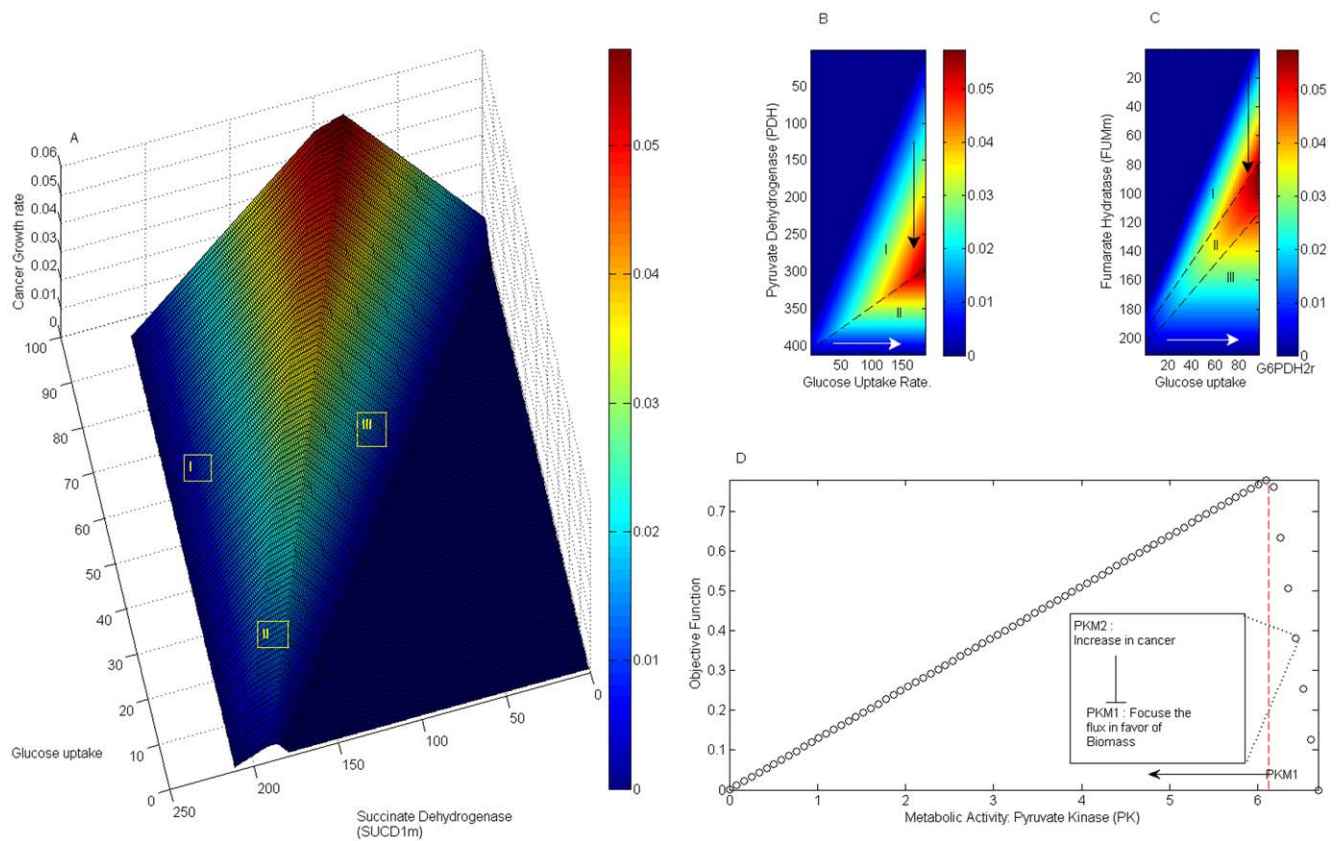 A
Cancer Growth rate
0.06
0.05
0.04
0.03
0.02
0.01
0
100
90
80
70
60
50
40
30
20
10
0
Glucose uptake
250
200
150
100
50
0
Succinate Dehydrogenase
(SUCD1m)
I
II
III
0.05
0.04
0.03
0.02
0.01
0
B
Pyruvate Dehydrogenase (PDH)
50
100
150
200
250
300
350
400
I
II
50
100
150
Glucose Uptake Rate.
0.05
0.04
0.03
0.02
0.01
0
C
Fumarate Hydratase (FUMm)
20
40
60
80
100
120
140
160
180
200
I
II
III
20
40
60
80
Glucose uptake
0.05
0.04
0.03
0.02
0.01
0
G6PDH2r
D
Objective Function
0.7
0.6
0.5
0.4
0.3
0.2
0.1
0
PKM2 :
Increase in cancer
PKM1 : Focuse the
flux in favor of
Biomass
PKM1
0
1
2
3
4
5
6
Metabolic Activity: Pyruvate Kinase (PK)